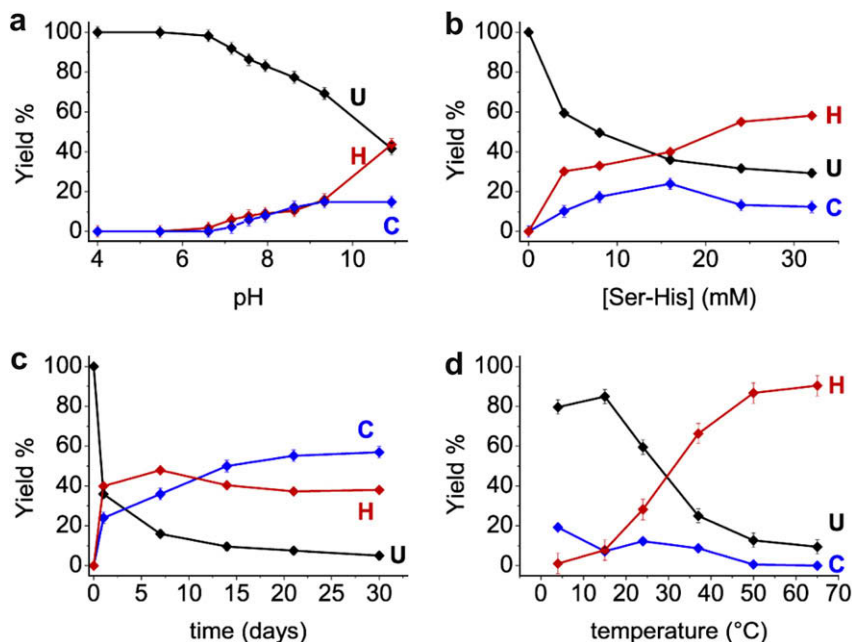 a
100
80
60
40
20
0
Yield %
U
H
C
4 6 8 10
pH
b
100
80
60
40
20
0
Yield %
H
U
C
0 10 20 30
[Ser-His] (mM)
c
100
80
60
40
20
0
Yield %
C
H
U
0 5 10 15 20 25 30
time (days)
d
100
80
60
40
20
0
Yield %
H
U
C
0 10 20 30 40 50 60 70
temperature (°C)